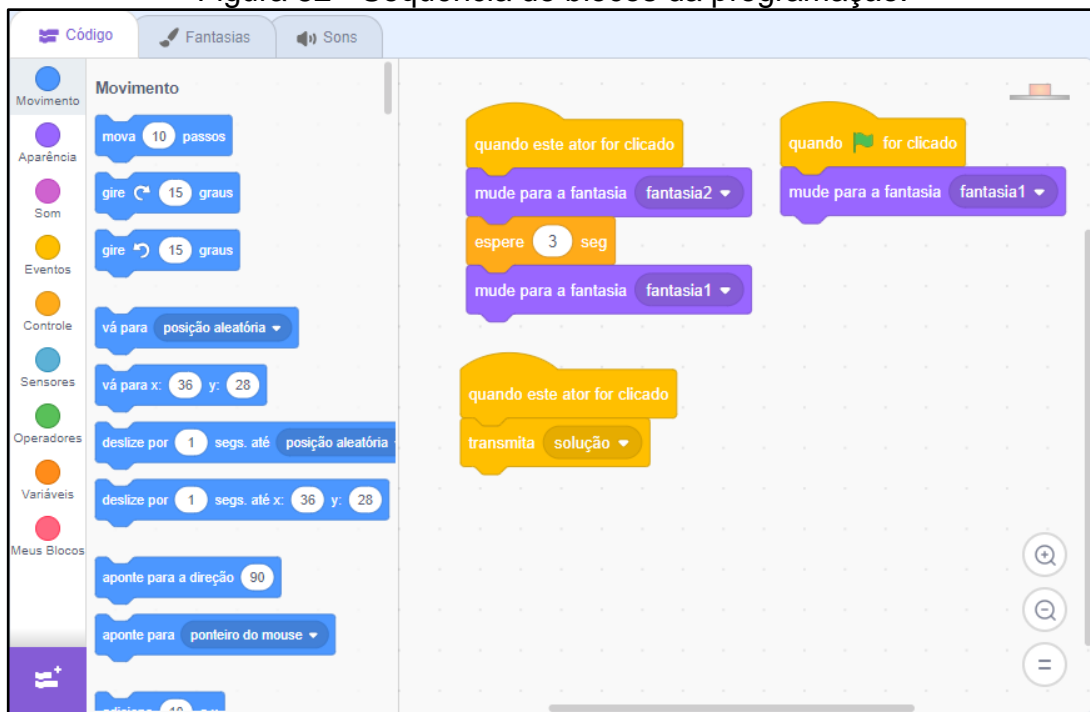 Código
Fantasias
Sons
Movimento
Aparência
Som
Eventos
Controle
Sensores
Operadores
Variáveis
Meus Blocos
Movimento
mova 10 passos
gire 15 graus
gire 15 graus
vá para posição aleatória
vá para x: 36 y: 28
deslize por 1 segs. até posição aleatória
deslize por 1 segs. até x: 36 y: 28
aponte para a direção 90
aponte para ponteiro do mouse
quando este ator for clicado
mude para a fantasia fantasia2
espere 3 seg
mude para a fantasia fantasia1
quando este ator for clicado
transmita solução
quando for clicado
mude para a fantasia fantasia1